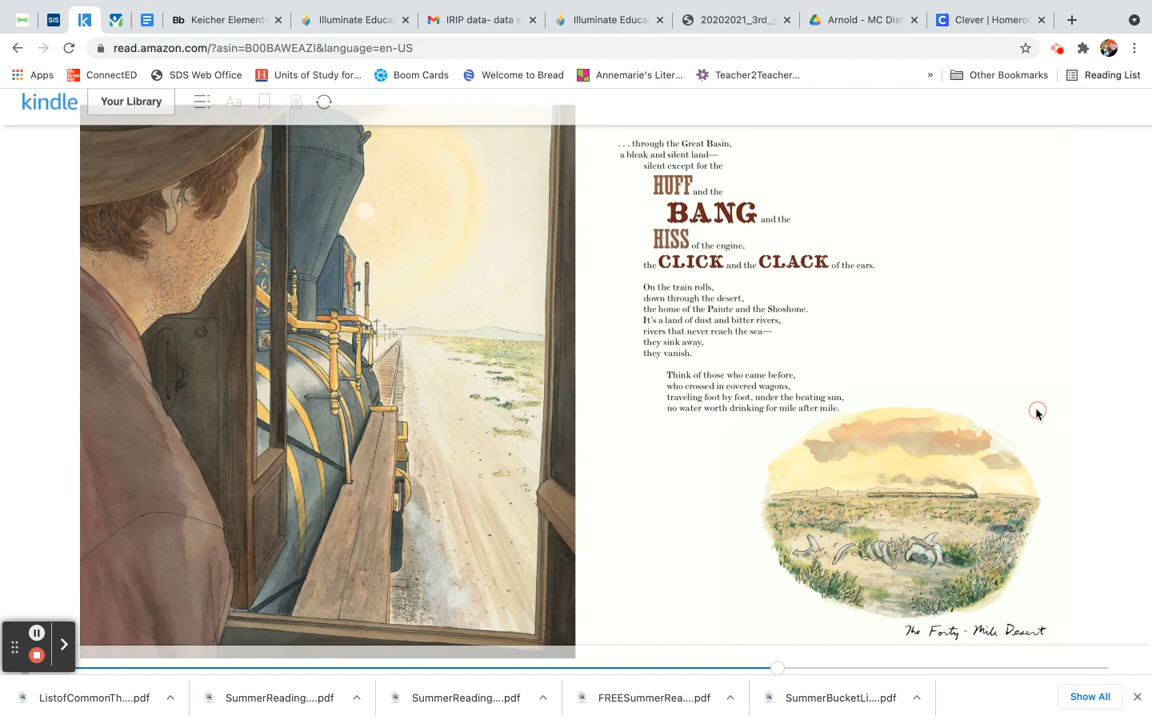 Bb Keicher Elementa
Illuminate Educa
IRIP data- data s
Illuminate Educa
20202021_3rd_g
Arnold - MC Dist
Clever | Homeroo
SIS
read.amazon.com/?asin=B00BAWEAZI&language=en-US
Apps
ConnectED
SDS Web Office
Units of Study for...
Boom Cards
Welcome to Bread
Annemarie's Liter...
Teacher2Teacher...
»
Other Bookmarks
Reading List
kindle
Your Library
Aa
. . . through the Great Basin,
a bleak and silent land—
silent except for the
HUFF and the
BANG and the
HISS of the engine,
the CLICK and the CLACK of the cars.
On the train rolls,
down through the desert,
the home of the Paiute and the Shoshone.
It's a land of dust and bitter rivers,
rivers that never reach the sea—
they sink away,
they vanish.
Think of those who came before,
who crossed in covered wagons,
traveling foot by foot, under the beating sun,
no water worth drinking for mile after mile.
The Forty-Mile Desert
ListofCommonTh....pdf
SummerReading....pdf
SummerReading....pdf
FREESummerRea....pdf
SummerBucketLi....pdf
Show All